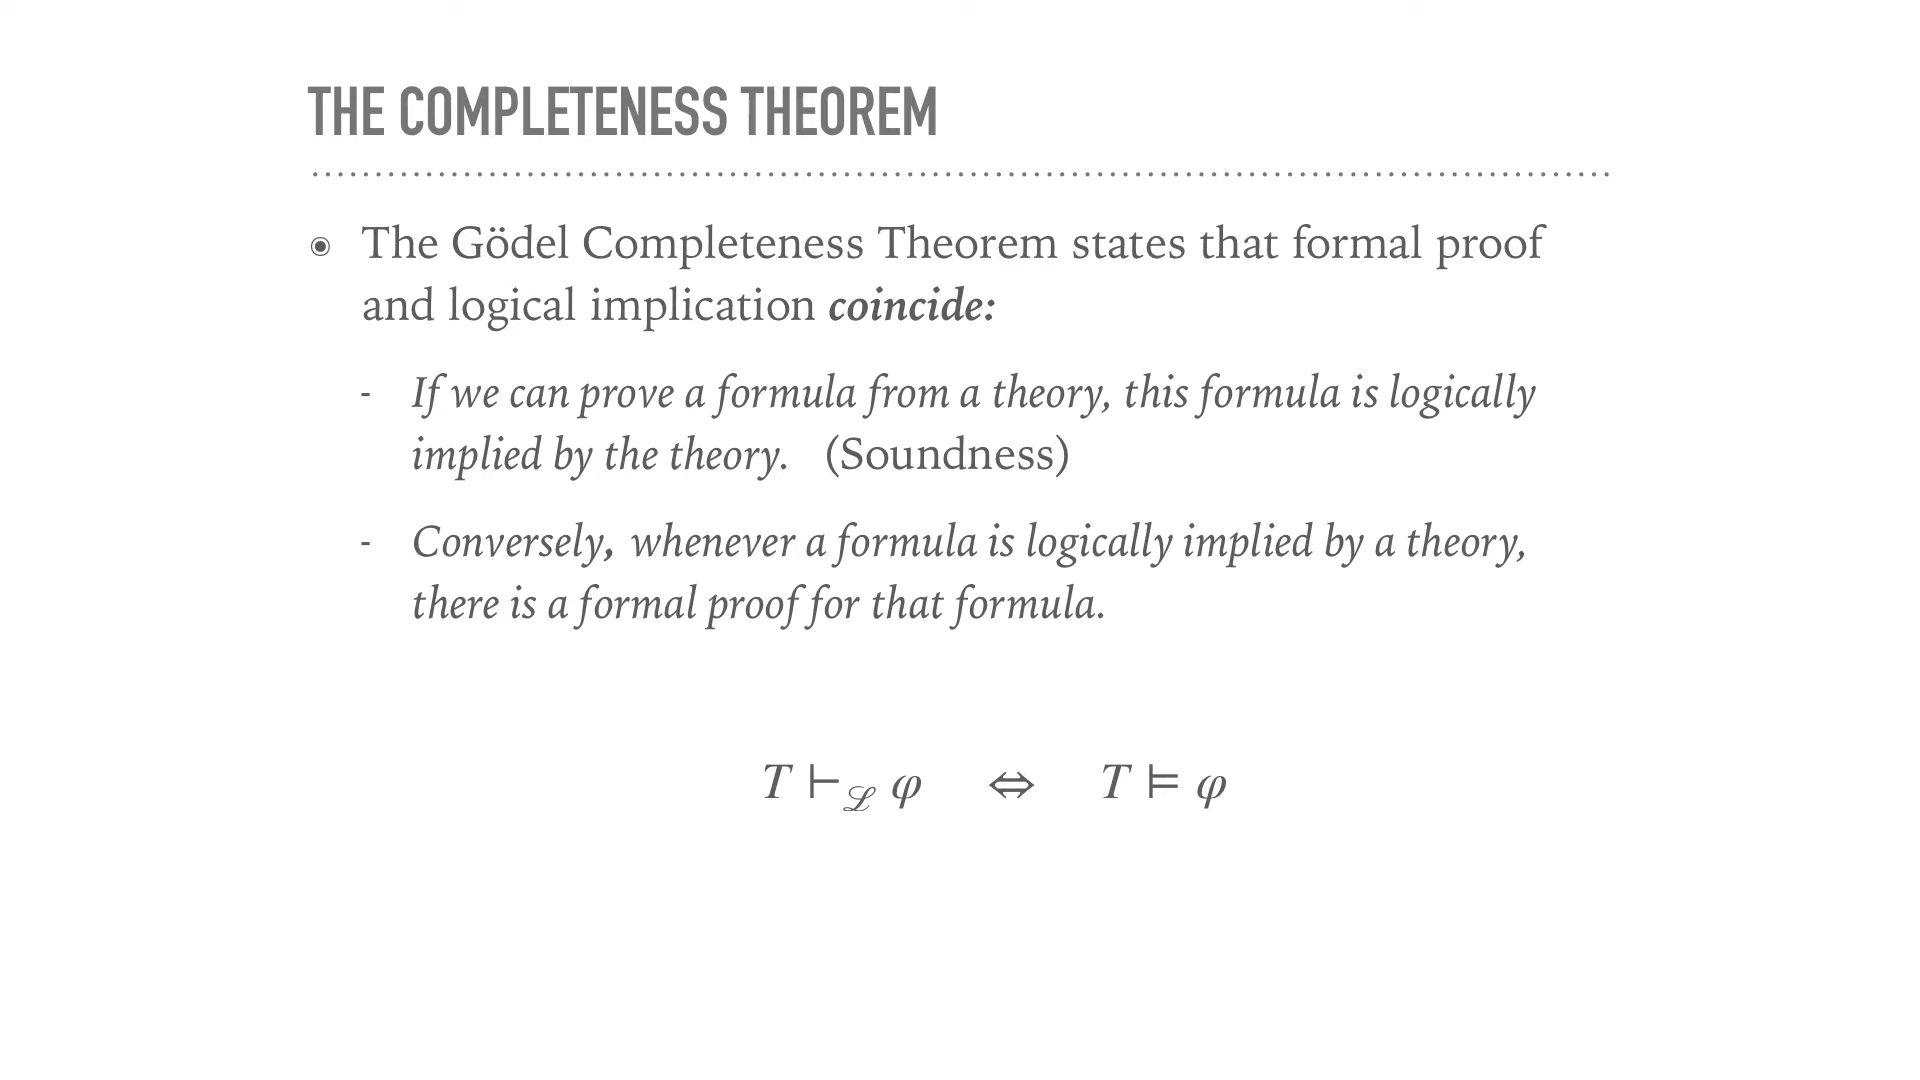 THE COMPLETENESS THEOREM
The Gödel Completeness Theorem states that formal proof
and logical implication coincide:
- If we can prove a formula from a theory, this formula is logically
implied by the theory. (Soundness)
- Conversely, whenever a formula is logically implied by a theory,
there is a formal proof for that formula.
T ⊢ℒ φ ⇔ T ⊨ φ